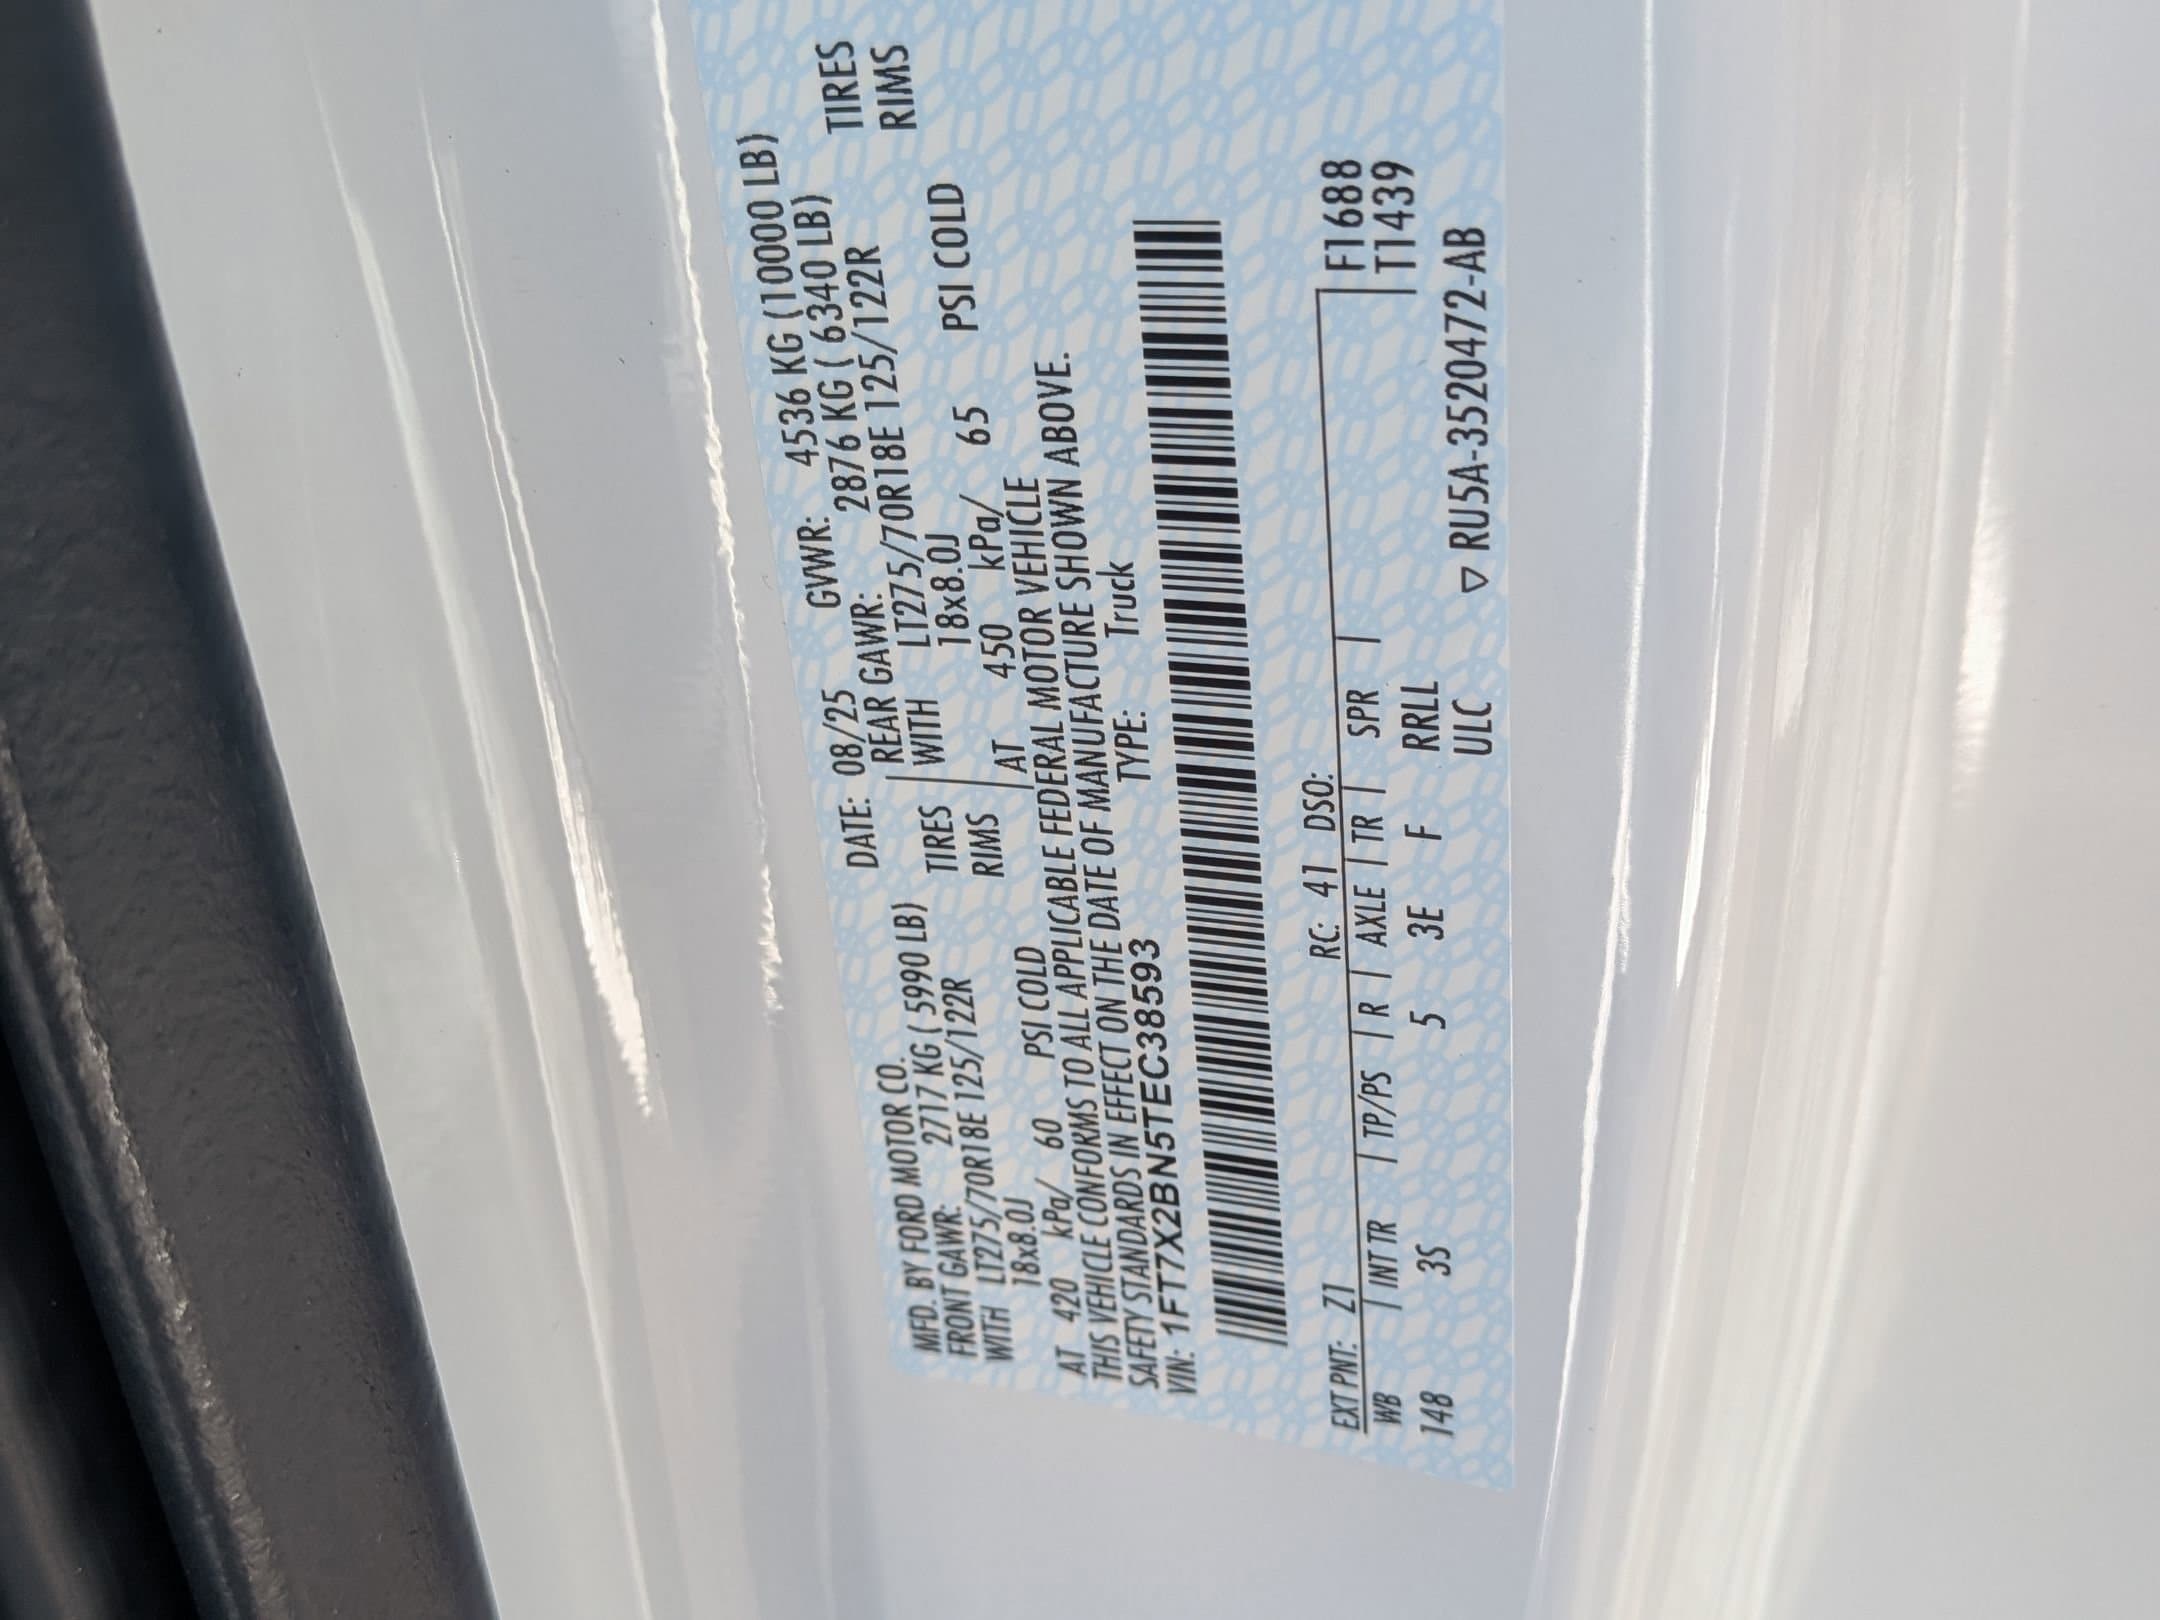 MFD. BY FORD MOTOR CO. DATE: 08/25 GVWR: 4536 KG (10000 LB)
FRONT GAWR: 2717 KG ( 5990 LB) REAR GAWR: 2876 KG ( 6340 LB)
WITH LT275/70R18E 125/122R TIRES WITH LT275/70R18E 125/122R TIRES
18x8.0J RIMS 18x8.0J RIMS
AT 420 kPa/ 60 PSI COLD AT 450 kPa/ 65 PSI COLD
THIS VEHICLE CONFORMS TO ALL APPLICABLE FEDERAL MOTOR VEHICLE
SAFETY STANDARDS IN EFFECT ON THE DATE OF MANUFACTURE SHOWN ABOVE.
VIN: 1FT7X2BN5TEC38593 TYPE: Truck
EXT PNT: Z1 RC: 41 DSO:
WB | INT TR | TP/PS | R | AXLE | TR | SPR | F1688
148 3S 5 3E F RRLL T1439
ULC ▽ RU5A-3520472-AB